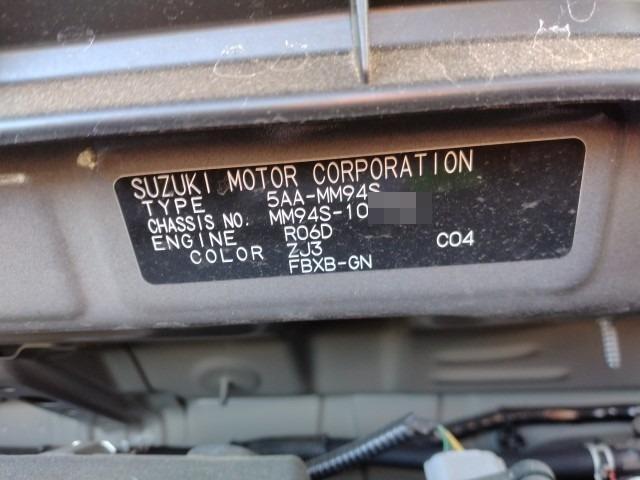 SUZUKI MOTOR CORPORATION
TYPE 5AA-MM94S
CHASSIS NO. MM94S-10
ENGINE R06D
COLOR ZJ3 C04
FBXB-GN